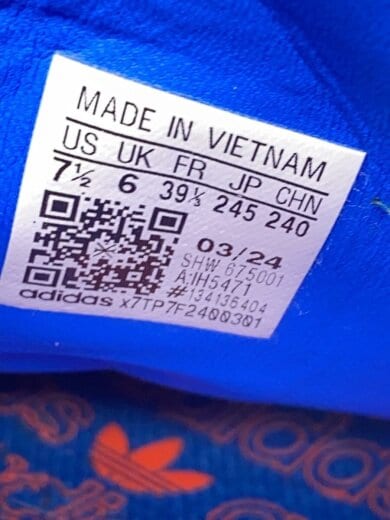 MADE IN VIETNAM
US UK FR JP CHN
7½ 6 39⅓ 245 240
03/24
SHW 675001
A:IH5471
#134136404
adidas x7TP7F2400301
adidas